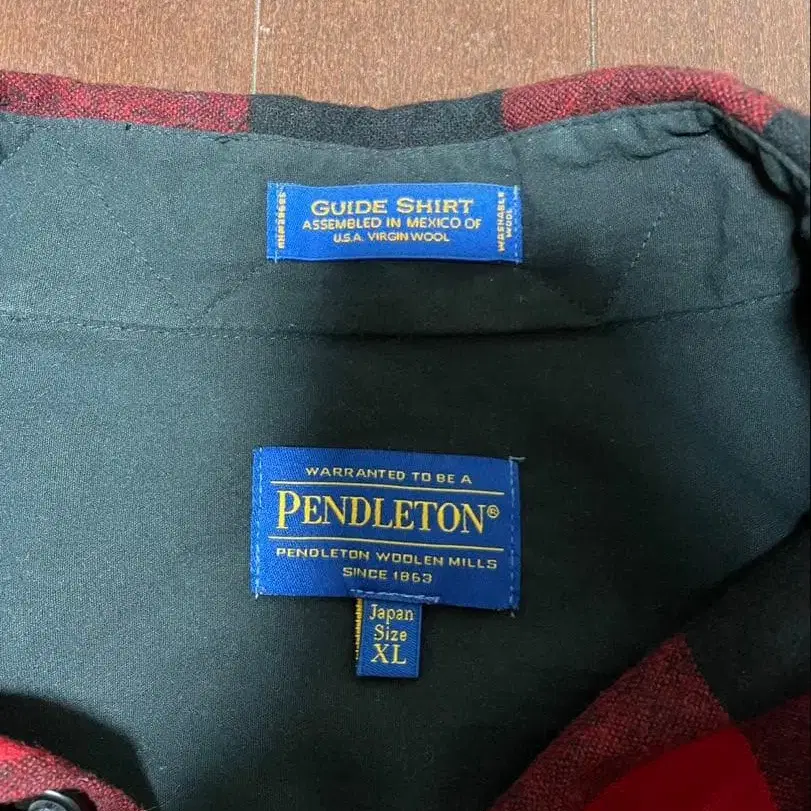 GUIDE SHIRT
ASSEMBLED IN MEXICO OF
U.S.A. VIRGIN WOOL
WASHABLE
WOOL
WARRANTED TO BE A
PENDLETON®
PENDLETON WOOLEN MILLS
SINCE 1863
Japan
Size
XL